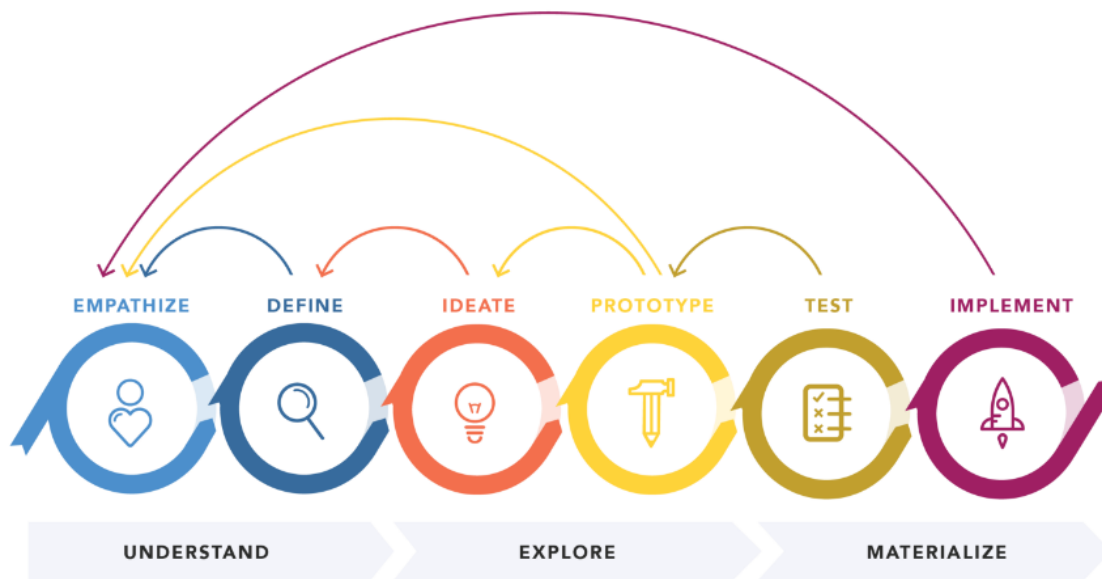 EMPATHIZE
DEFINE
IDEATE
PROTOTYPE
TEST
IMPLEMENT
UNDERSTAND
EXPLORE
MATERIALIZE